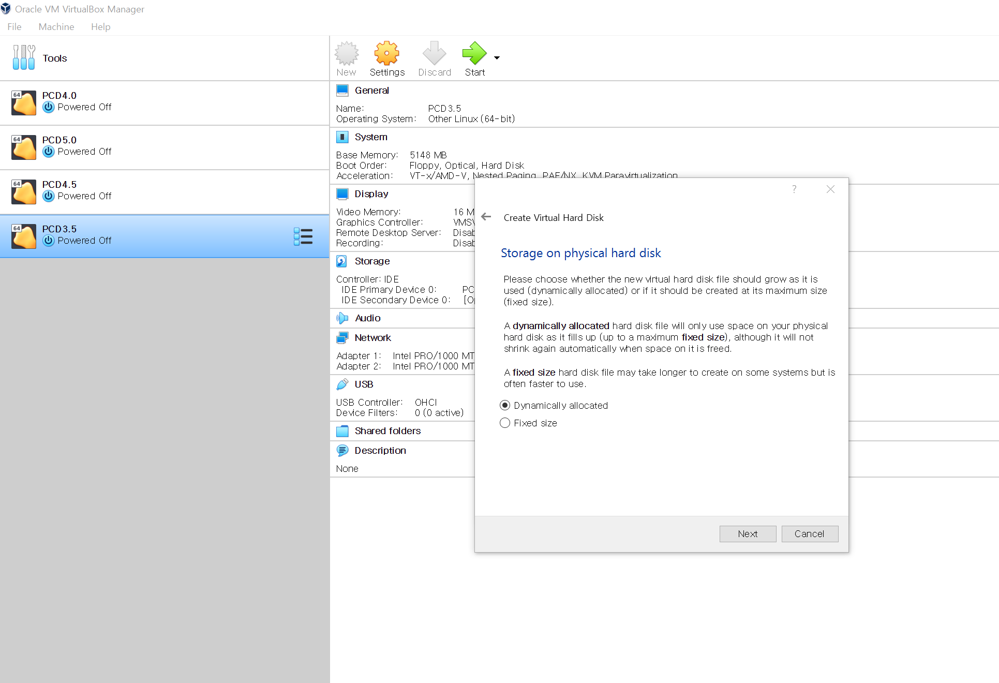 Oracle VM VirtualBox Manager
File Machine Help
Tools
64 PCD4.0
Powered Off
64 PCD5.0
Powered Off
64 PCD4.5
Powered Off
64 PCD3.5
Powered Off
New Settings Discard Start
General
Name: PCD3.5
Operating System: Other Linux (64-bit)
System
Base Memory: 5148 MB
Boot Order: Floppy, Optical, Hard Disk
Acceleration: VT-x/AMD-V, Nested Paging, PAE/NX, KVM Paravirtualization
Display
Video Memory: 16 M
Graphics Controller: VMSV
Remote Desktop Server: Disab
Recording: Disab
Storage
Controller: IDE
IDE Primary Device 0: PC
IDE Secondary Device 0: [Op
Audio
Network
Adapter 1: Intel PRO/1000 MT
Adapter 2: Intel PRO/1000 MT
USB
USB Controller: OHCI
Device Filters: 0 (0 active)
Shared folders
Description
None
?
Create Virtual Hard Disk
Storage on physical hard disk
Please choose whether the new virtual hard disk file should grow as it is
used (dynamically allocated) or if it should be created at its maximum size
(fixed size).
A dynamically allocated hard disk file will only use space on your physical
hard disk as it fills up (up to a maximum fixed size), although it will not
shrink again automatically when space on it is freed.
A fixed size hard disk file may take longer to create on some systems but is
often faster to use.
Dynamically allocated
Fixed size
Next Cancel